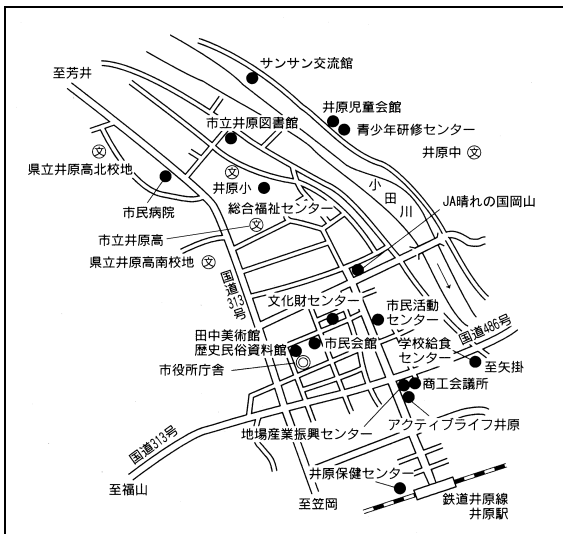 サンサン交流館
至芳井
井原児童会館
青少年研修センター
市立井原図書館
井原中
文
文
県立井原高北校地
文
井原小
市民病院
総合福祉センター
小田川
JA晴れの国岡山
市立井原高
文
県立井原高南校地
文
国道313号
文化財センター
市民活動
センター
国道486号
田中美術館
歴史民俗資料館
市民会館
学校給食
センター
至矢掛
市役所庁舎
商工会議所
アクティブライフ井原
地場産業振興センター
国道313号
井原保健センター
至福山
至笠岡
鉄道井原線
井原駅